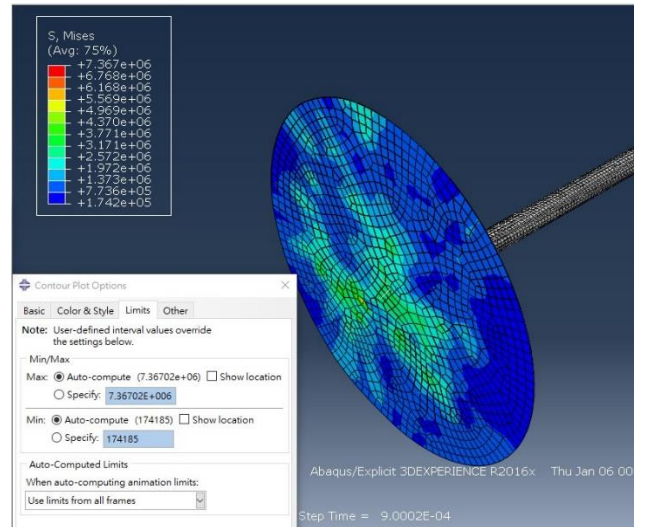 S, Mises
(Avg: 75%)
+7.367e+06
+6.768e+06
+6.168e+06
+5.569e+06
+4.969e+06
+4.370e+06
+3.771e+06
+3.171e+06
+2.572e+06
+1.972e+06
+1.373e+06
+7.736e+05
+1.742e+05
Contour Plot Options
Basic Color & Style Limits Other
Note: User-defined interval values override
the settings below.
Min/Max
Max: Auto-compute (7.36702e+06) Show location
Specify: 7.36702E+006
Min: Auto-compute (174185) Show location
Specify: 174185
Auto-Computed Limits
When auto-computing animation limits:
Use limits from all frames
Abaqus/Explicit 3DEXPERIENCE R2016x Thu Jan 06 00
Step Time = 9.0002E-04